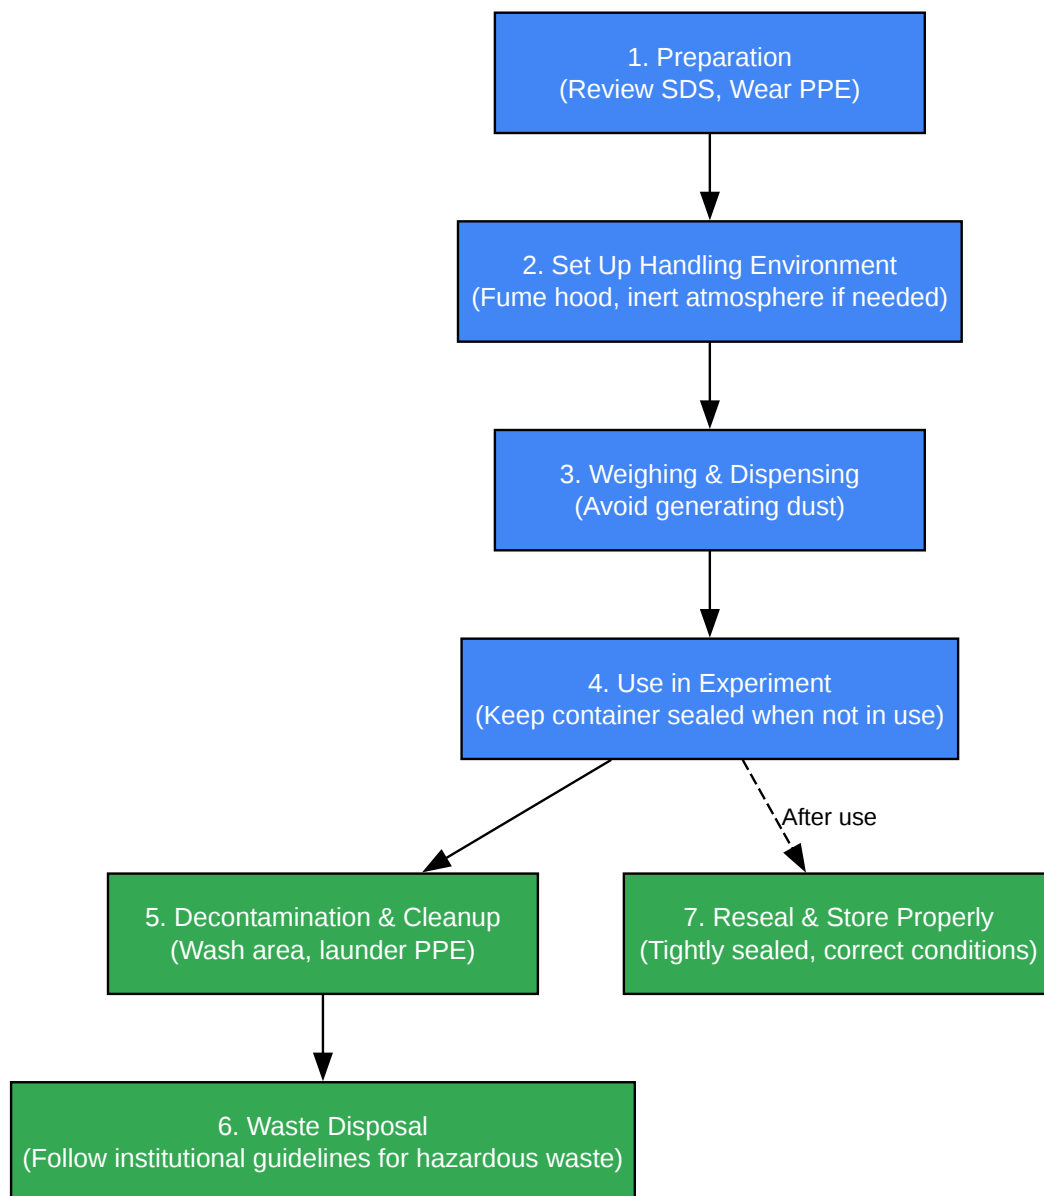 1. Preparation
(Review SDS, Wear PPE)
2. Set Up Handling Environment
(Fume hood, inert atmosphere if needed)
3. Weighing & Dispensing
(Avoid generating dust)
4. Use in Experiment
(Keep container sealed when not in use)
After use
5. Decontamination & Cleanup
(Wash area, launder PPE)
7. Reseal & Store Properly
(Tightly sealed, correct conditions)
6. Waste Disposal
(Follow institutional guidelines for hazardous waste)